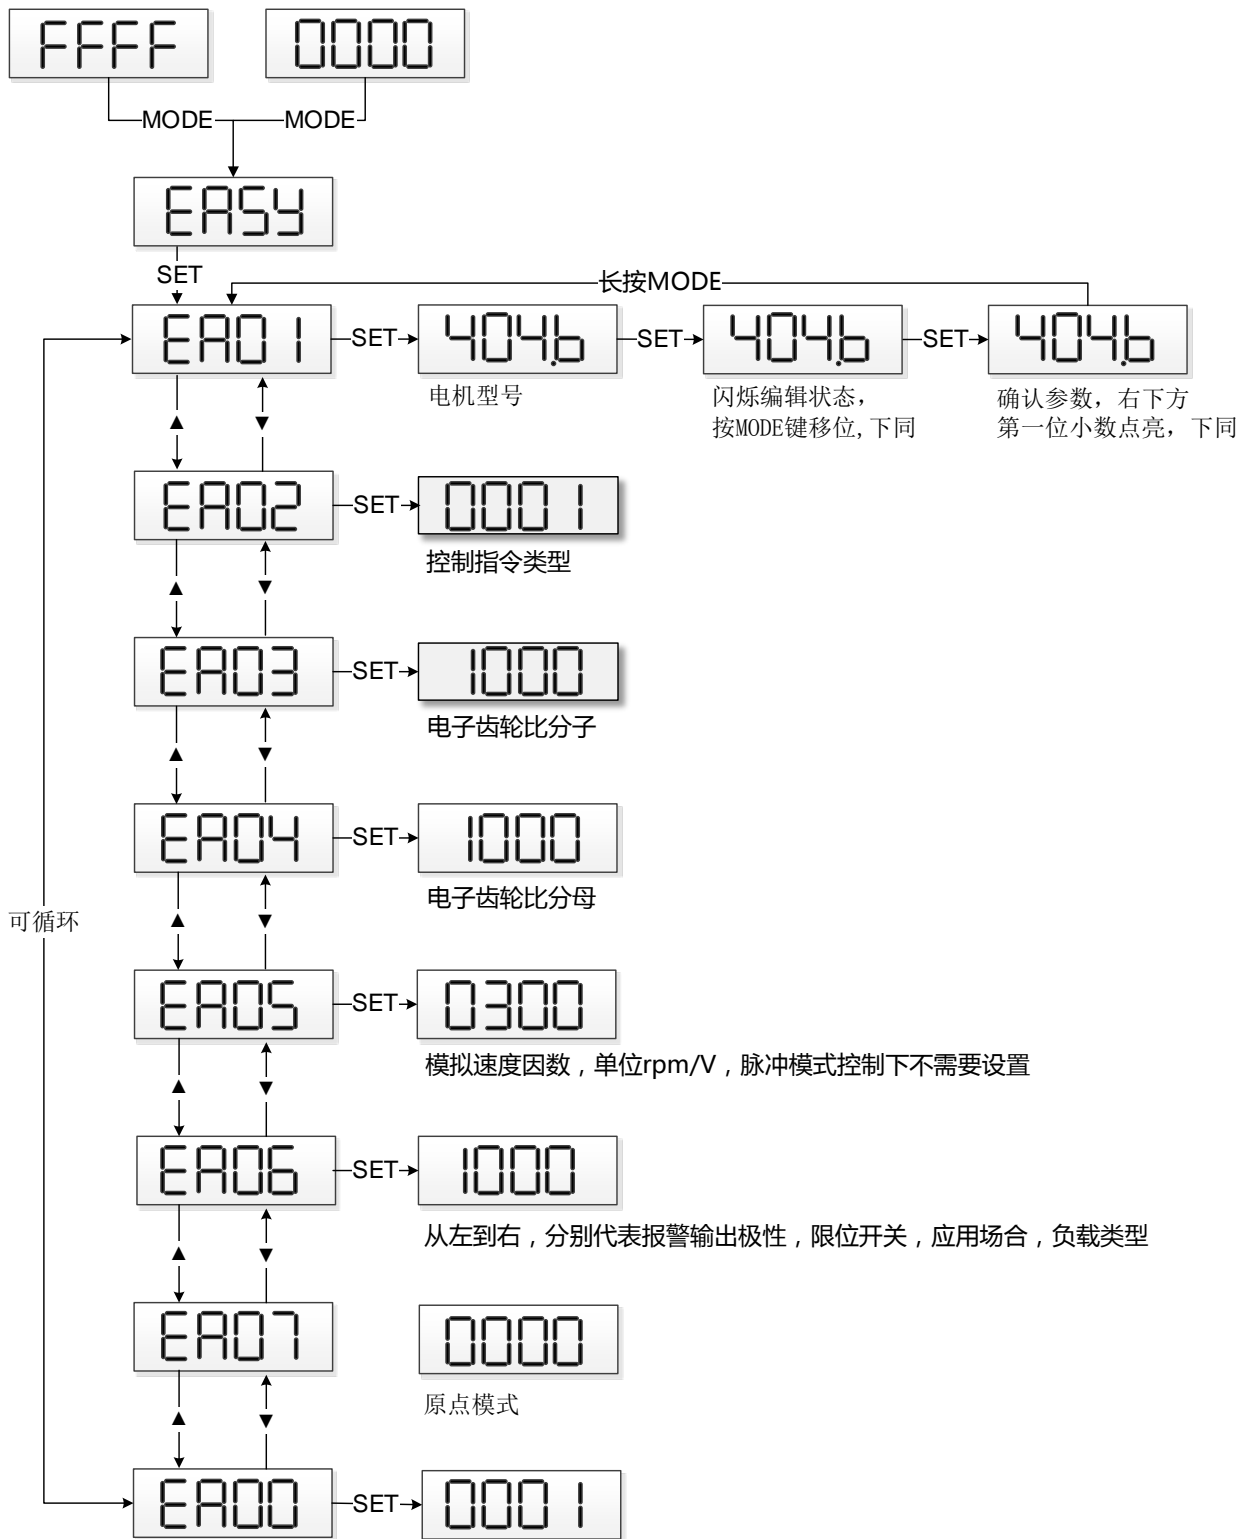 FFFF
0000
MODE
MODE
EASY
SET
长按MODE
EA01
SET
404.b
SET
404.b
SET
404.b
电机型号
闪烁编辑状态，
按MODE键移位,下同
确认参数，右下方
第一位小数点亮，下同
▲
▼
EA02
SET
0001
控制指令类型
▲
▼
EA03
SET
1000
电子齿轮比分子
▲
▼
EA04
SET
1000
电子齿轮比分母
可循环
▲
▼
EA05
SET
0300
模拟速度因数，单位rpm/V，脉冲模式控制下不需要设置
▲
▼
EA06
SET
1000
从左到右，分别代表报警输出极性，限位开关，应用场合，负载类型
▲
▼
EA07
0000
原点模式
▲
▼
EA00
SET
0001